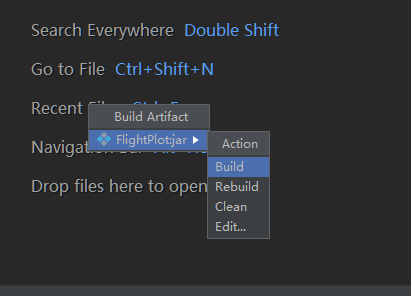 Search Everywhere Double Shift
Go to File Ctrl+Shift+N
Recent
Build Artifact
FlightPlot:jar
Action
Build
Rebuild
Clean
Edit...
Drop files here to open